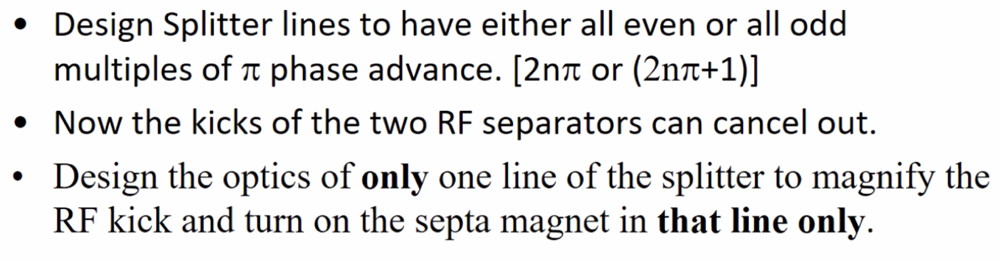 • Design Splitter lines to have either all even or all odd
multiples of π phase advance. [2nπ or (2nπ+1)]
• Now the kicks of the two RF separators can cancel out.
• Design the optics of only one line of the splitter to magnify the
RF kick and turn on the septa magnet in that line only.